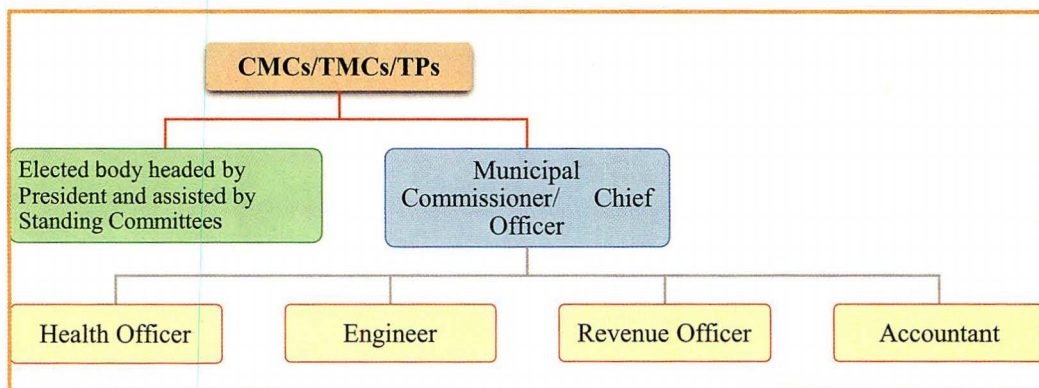 CMCs/TMCs/TPs
Elected body headed by
President and assisted by
Standing Committees
Municipal
Commissioner/ Chief
Officer
Health Officer
Engineer
Revenue Officer
Accountant